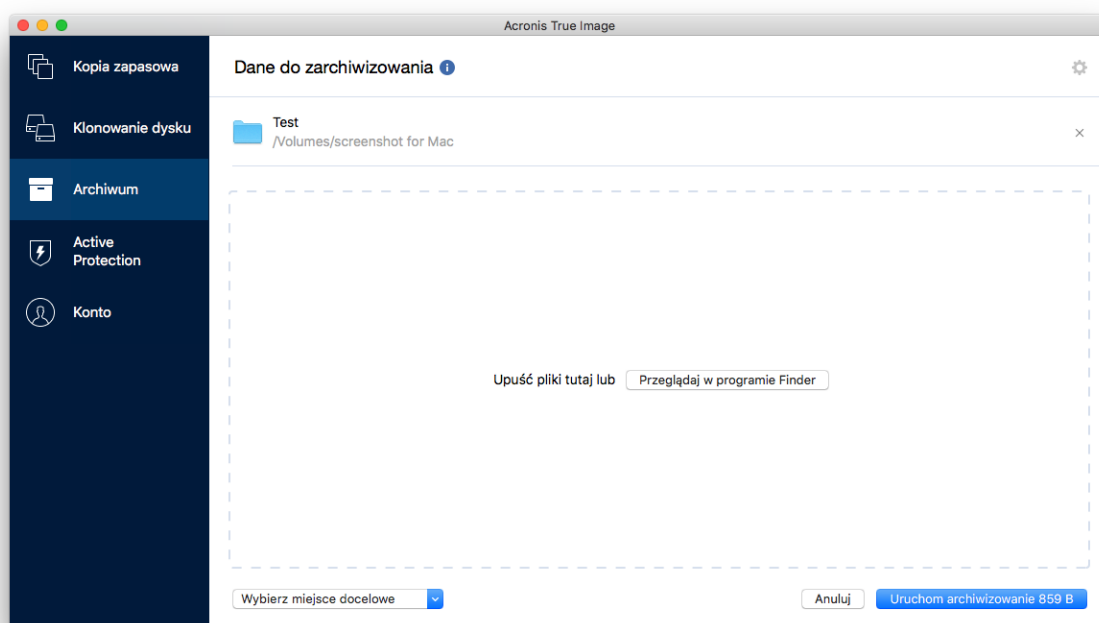 Acronis True Image
Kopia zapasowa
Klonowanie dysku
Archiwum
Active
Protection
Konto
Dane do zarchiwizowania
Test
/Volumes/screenshot for Mac
Upuść pliki tutaj lub Przeglądaj w programie Finder
Wybierz miejsce docelowe Anuluj Uruchom archiwizowanie 859 B